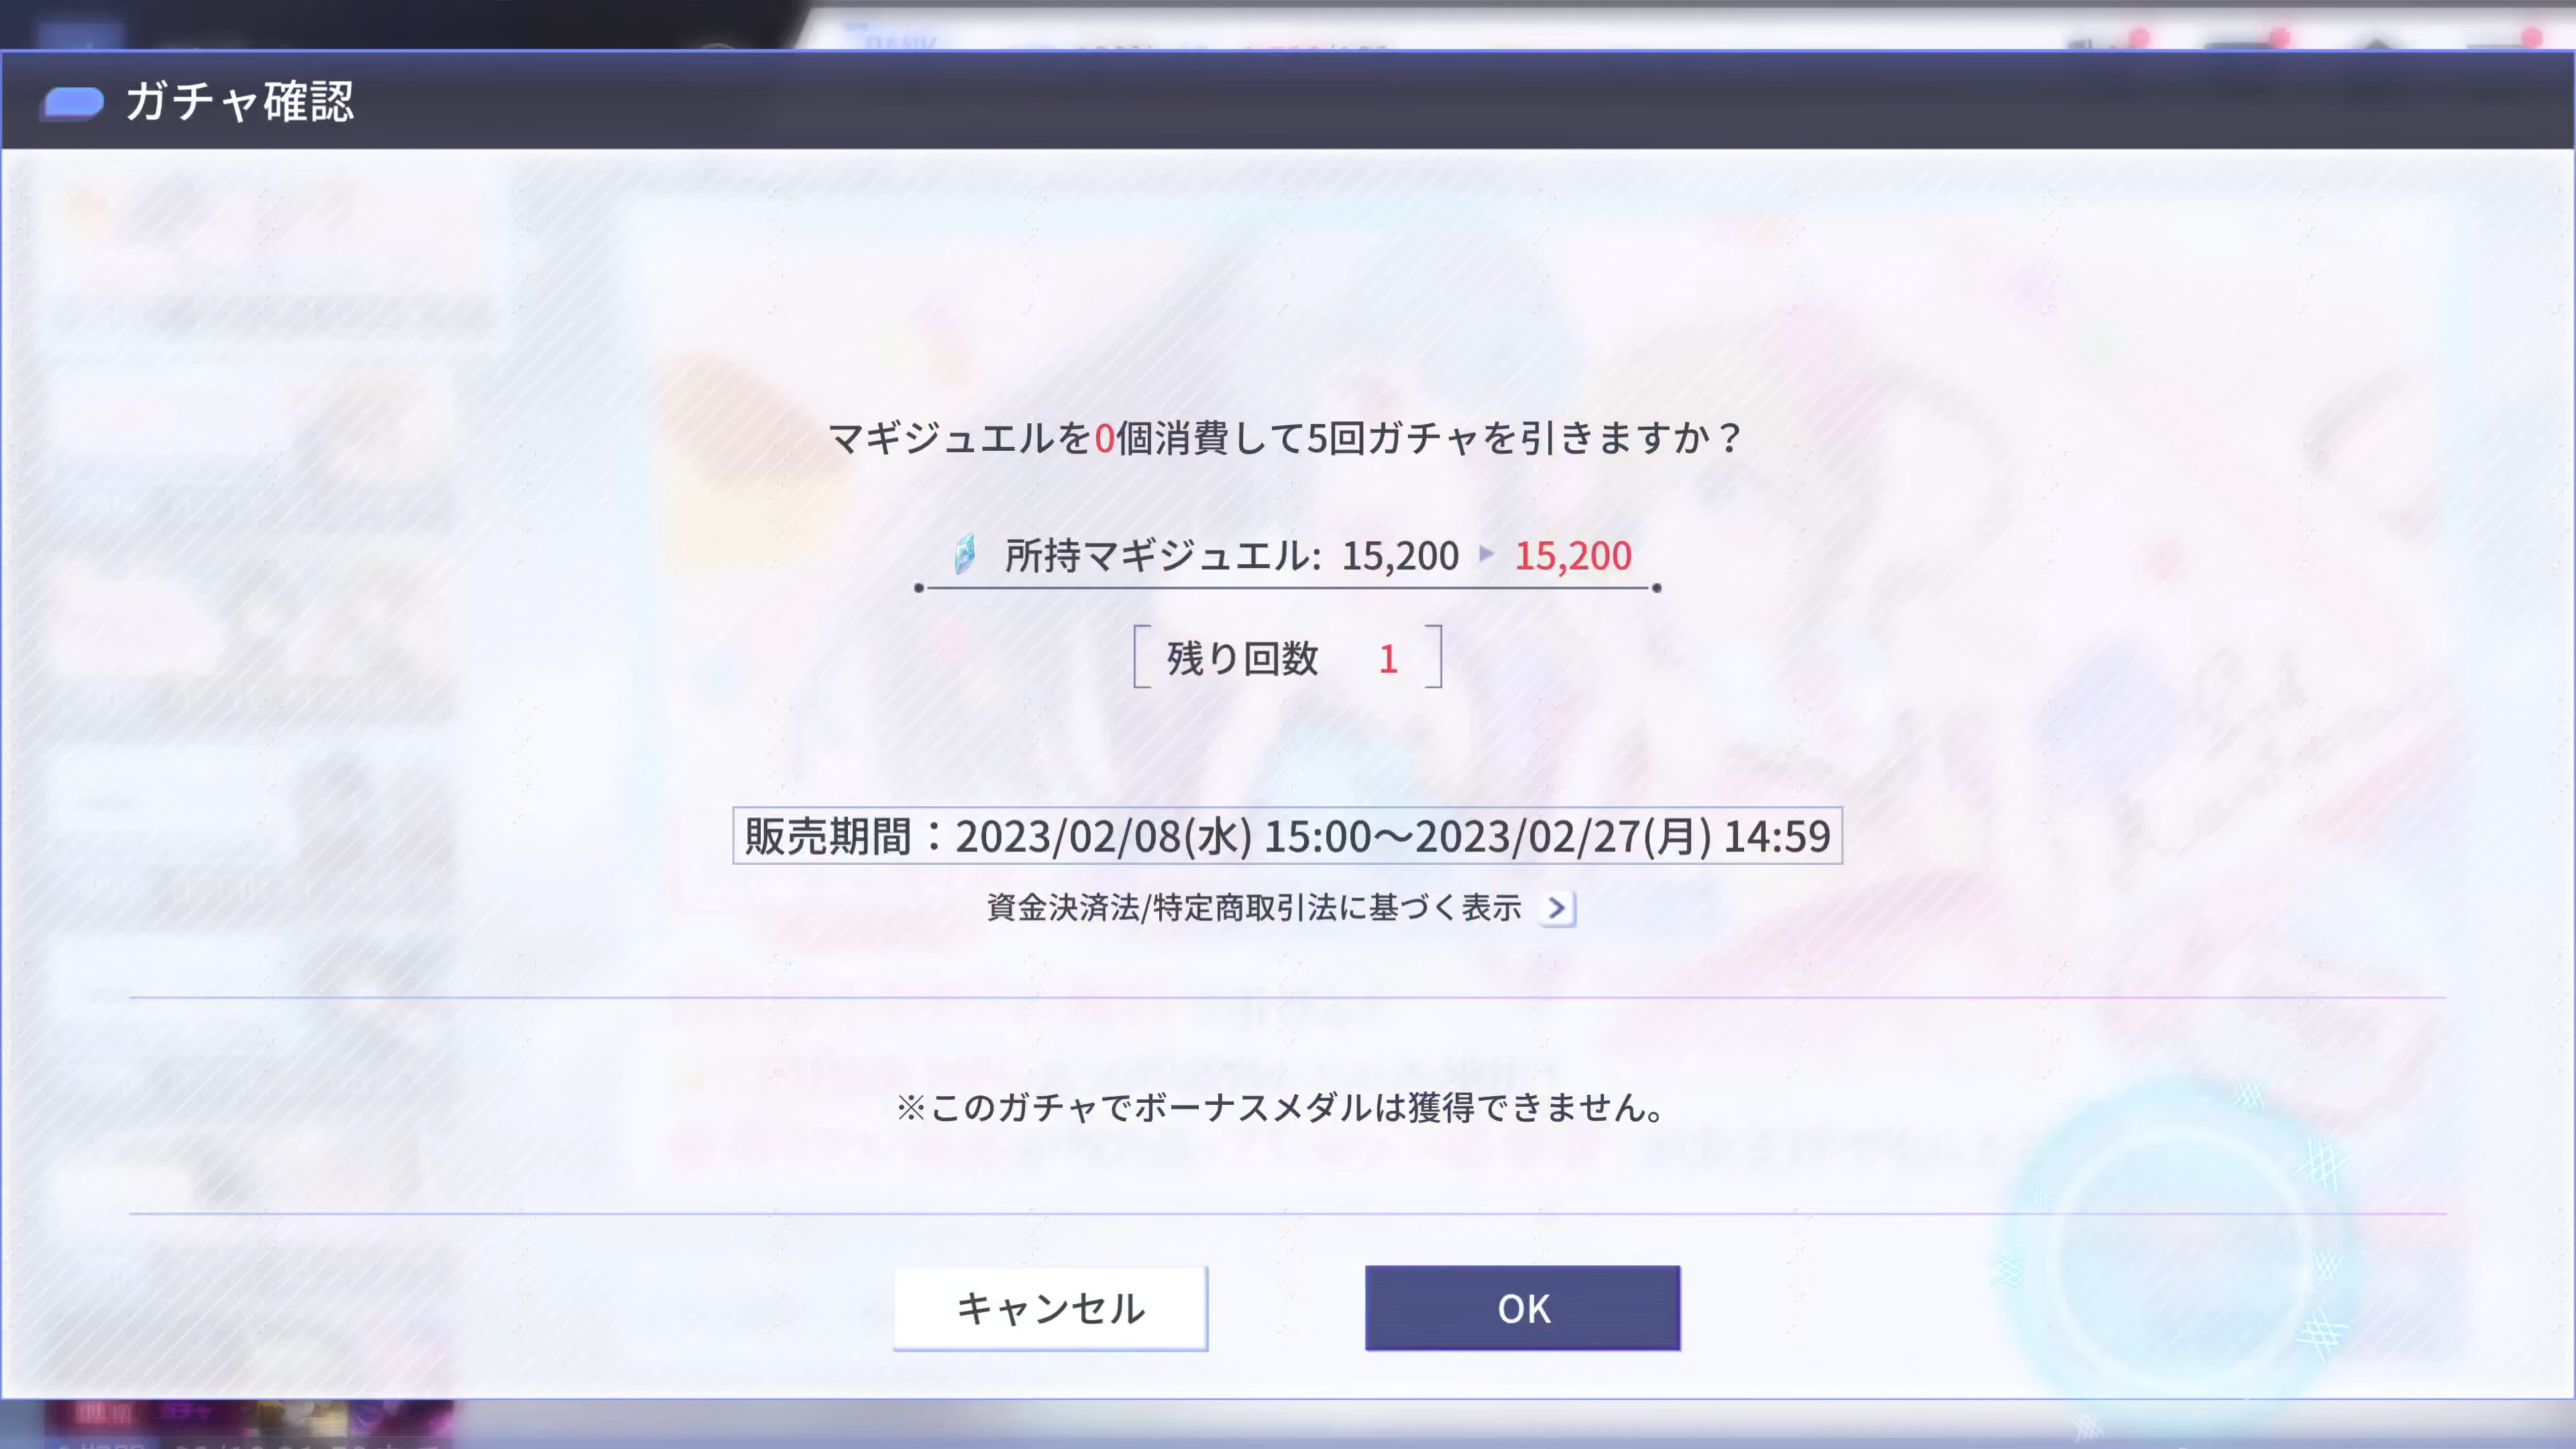 ガチャ確認
マギジュエルを0個消費して5回ガチャを引きますか？
所持マギジュエル: 15,200 ▶ 15,200
残り回数 1
販売期間：2023/02/08(水) 15:00～2023/02/27(月) 14:59
資金決済法/特定商取引法に基づく表示 >
※このガチャでボーナスメダルは獲得できません。
キャンセル
OK